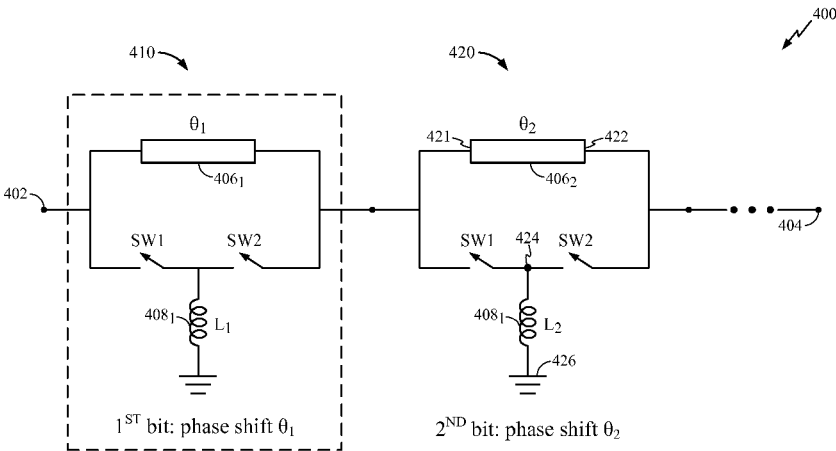 400
410
420
θ1
θ2
421
422
4061
4062
402
404
SW1
SW2
SW1
424
SW2
4081
L1
4081
L2
426
1ST bit: phase shift θ1
2ND bit: phase shift θ2